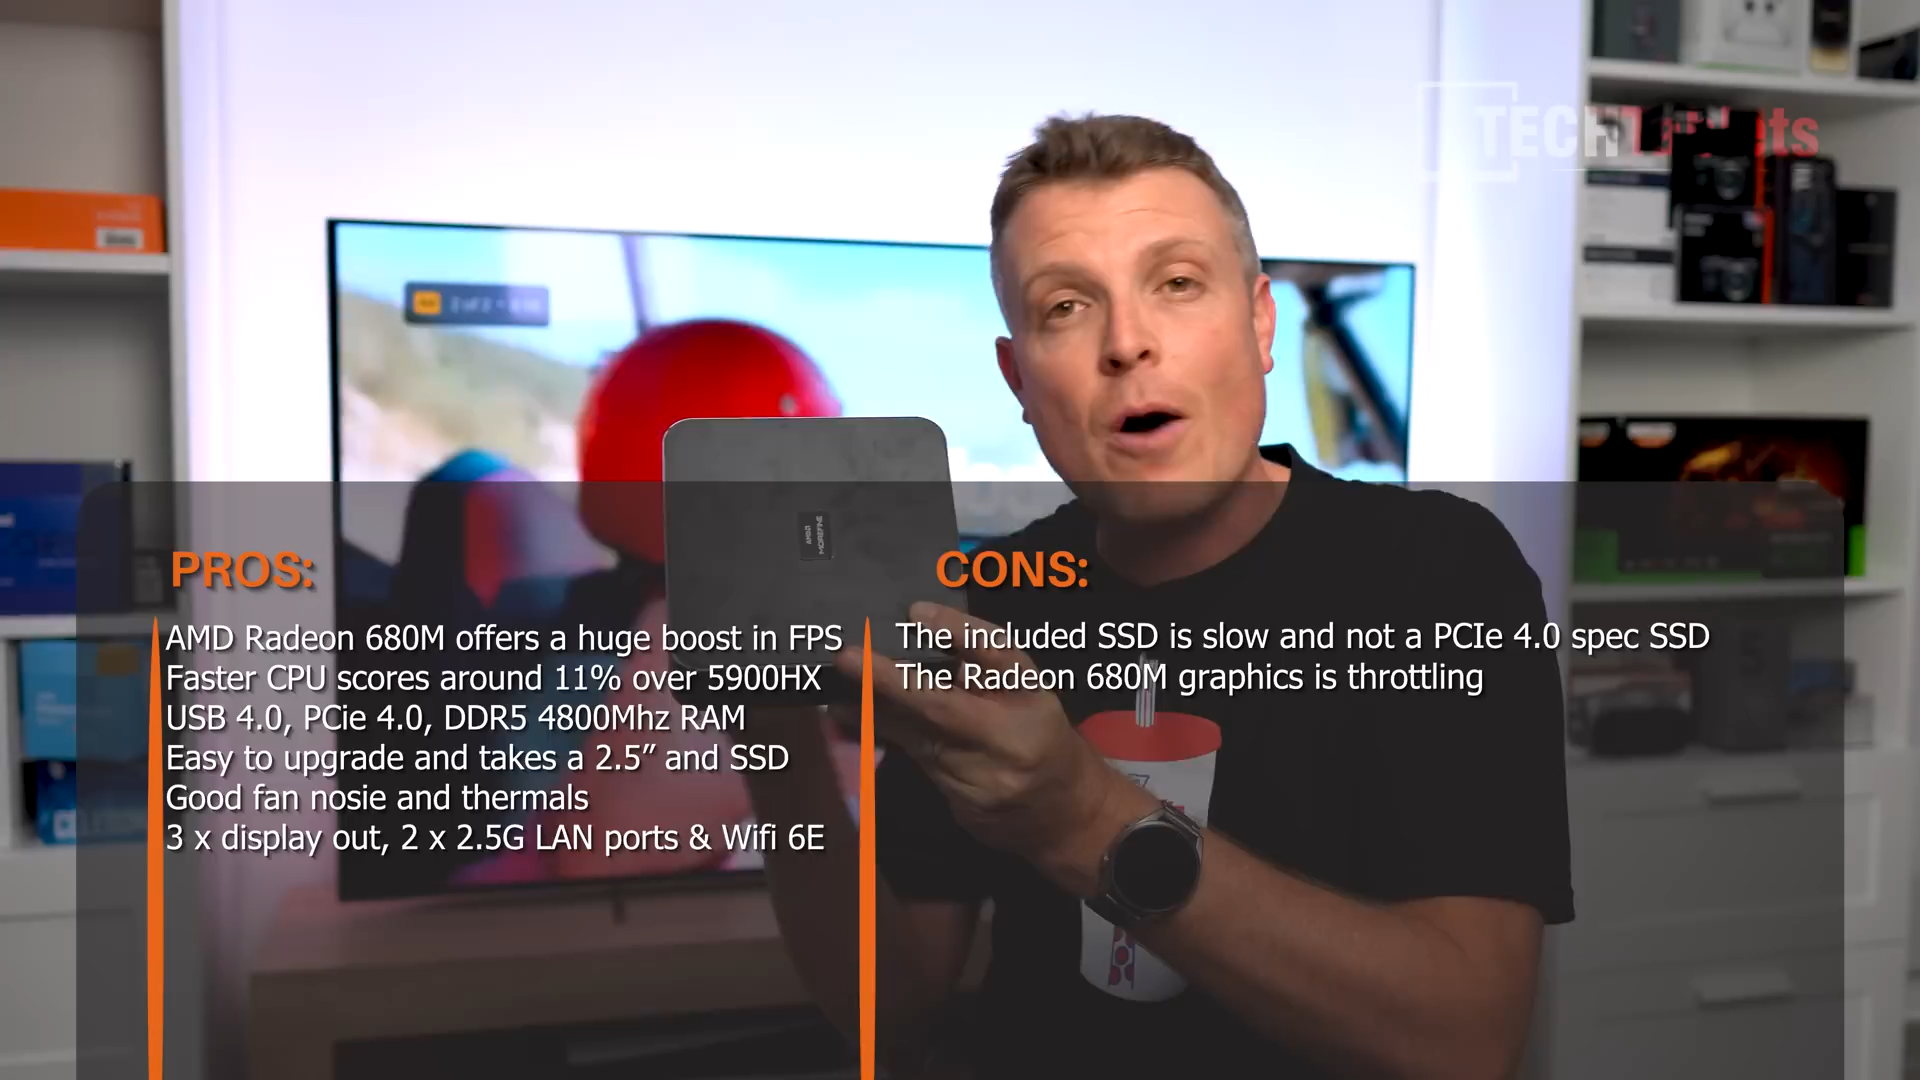 TECHTablets
AMD
MOREFINE
PROS:
AMD Radeon 680M offers a huge boost in FPS
Faster CPU scores around 11% over 5900HX
USB 4.0, PCie 4.0, DDR5 4800Mhz RAM
Easy to upgrade and takes a 2.5” and SSD
Good fan nosie and thermals
3 x display out, 2 x 2.5G LAN ports & Wifi 6E
CONS:
The included SSD is slow and not a PCIe 4.0 spec SSD
The Radeon 680M graphics is throttling